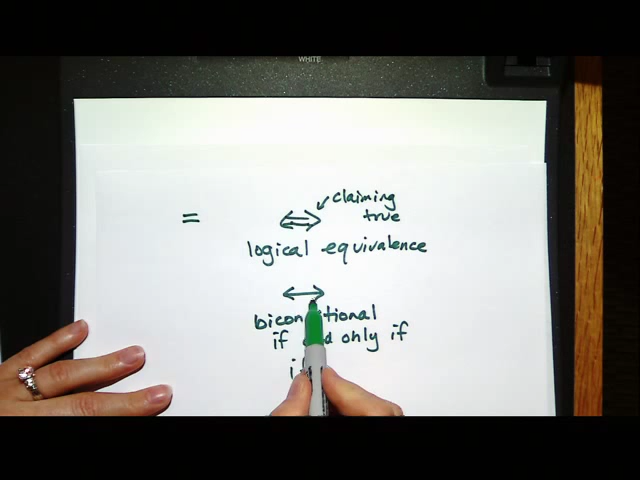 WHITE
claiming
= ⇔ true
logical equivalence
↔
if only if